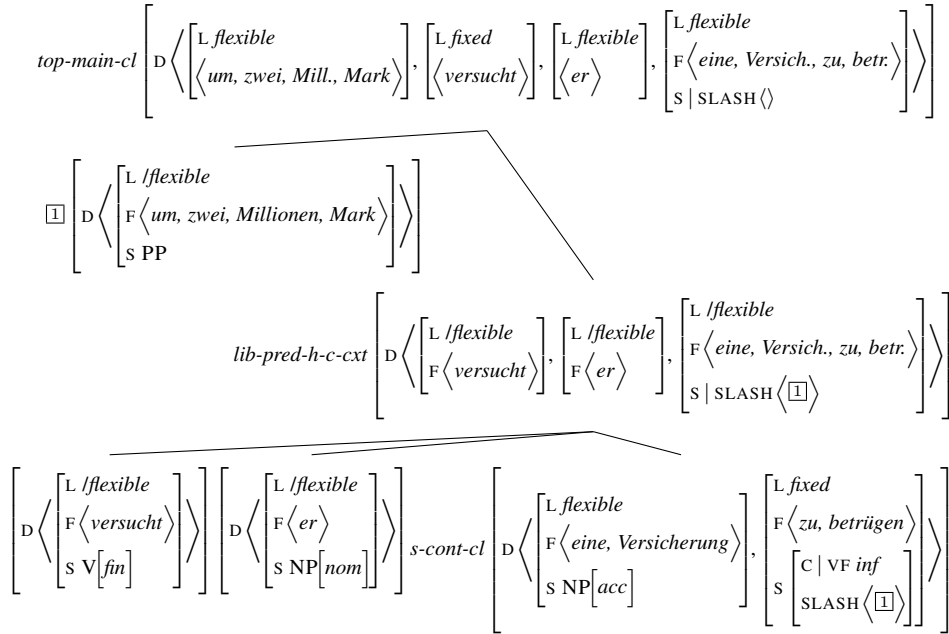 top-main-cl [D ⟨[L flexible ⟨um, zwei, Mill., Mark⟩], [L fixed ⟨versucht⟩], [L flexible ⟨er⟩], [L flexible F ⟨eine, Versich., zu, betr.⟩ S | SLASH ⟨⟩]⟩]
1 [D ⟨[L /flexible F ⟨um, zwei, Millionen, Mark⟩ S PP]⟩]
lib-pred-h-c-cxt [D ⟨[L /flexible F ⟨versucht⟩], [L /flexible F ⟨er⟩], [L /flexible F ⟨eine, Versich., zu, betr.⟩ S | SLASH ⟨1⟩]⟩]
[D ⟨[L /flexible F ⟨versucht⟩ S V[fin]]⟩] [D ⟨[L /flexible F ⟨er⟩ S NP[nom]]⟩] s-cont-cl [D ⟨[L flexible F ⟨eine, Versicherung⟩ S NP[acc]], [L fixed F ⟨zu, betrügen⟩ S [C | VF inf SLASH ⟨1⟩]]⟩]